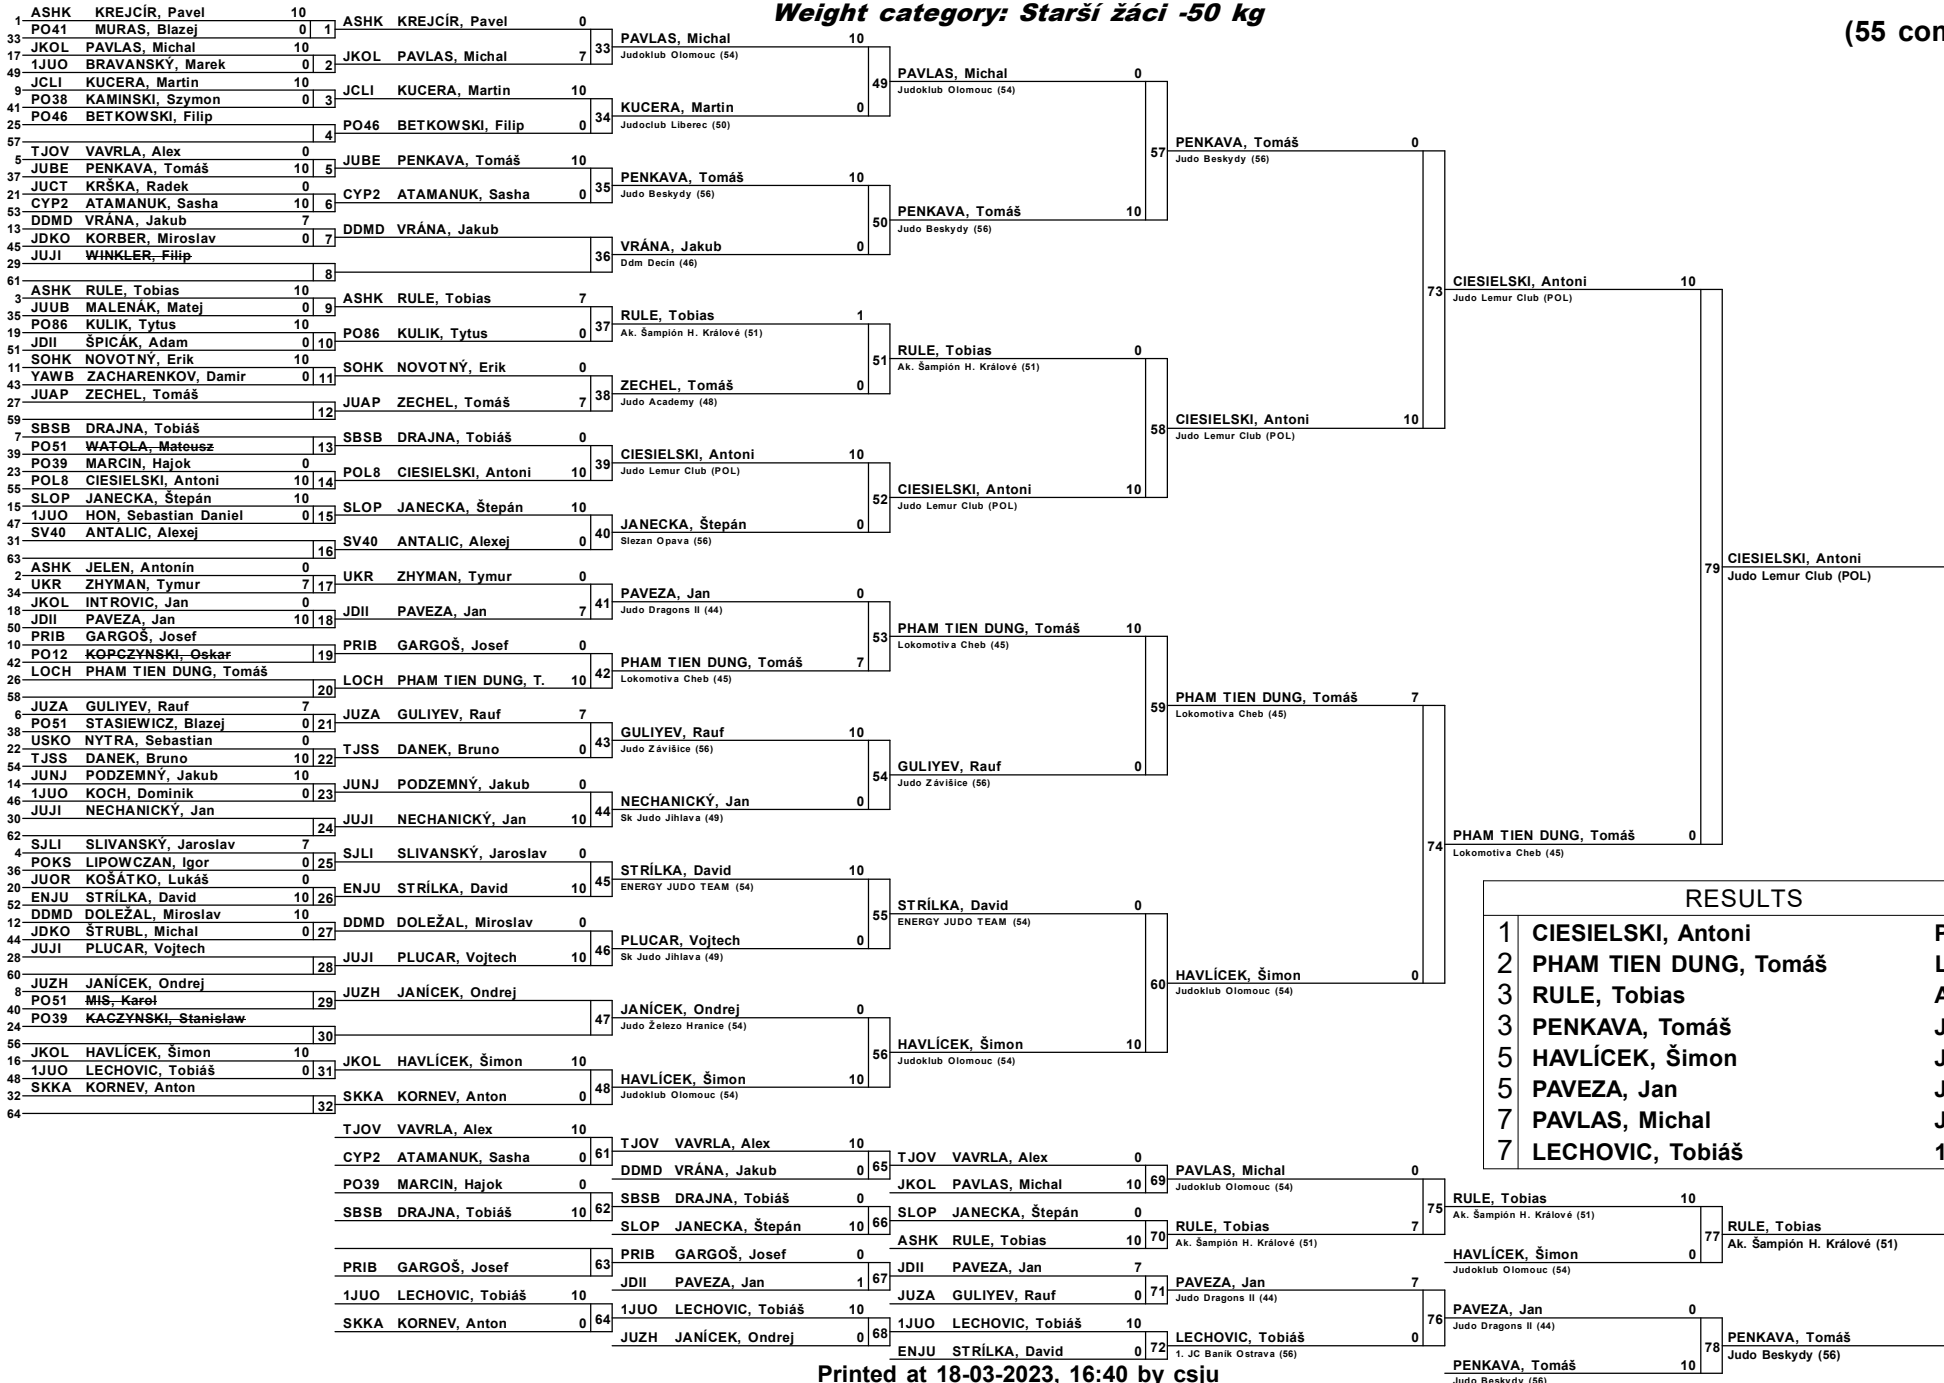 Weight category: Starší žáci -50 kg
(55 con
1 ASHK KREJCÍR, Pavel 10
33 PO41 MURAS, Blazej 0 1
17 JKOL PAVLAS, Michal 10
49 1JUO BRAVANSKÝ, Marek 0 2
9 JCLI KUCERA, Martin 10
41 PO38 KAMINSKI, Szymon 0 3
25 PO46 BETKOWSKI, Filip
57 4
5 TJOV VAVRLA, Alex 0
37 JUBE PENKAVA, Tomáš 10 5
21 JUCT KRŠKA, Radek 0
53 CYP2 ATAMANUK, Sasha 10 6
13 DDMD VRÁNA, Jakub 7
45 JDKO KORBER, Miroslav 0 7
29 JUJI WINKLER, Filip
61 8
3 ASHK RULE, Tobias 10
35 JUUB MALENÁK, Matej 0 9
19 PO86 KULIK, Tytus 10
51 JDII ŠPICÁK, Adam 0 10
11 SOHK NOVOTNÝ, Erik 10
43 YAWB ZACHARENKOV, Damir 0 11
27 JUAP ZECHEL, Tomáš
59 12
7 SBSB DRAJNA, Tobiáš
39 PO51 WATOLA, Mateusz 13
23 PO39 MARCIN, Hajok 0
55 POL8 CIESIELSKI, Antoni 10 14
15 SLOP JANECKA, Štepán 10
47 1JUO HON, Sebastian Daniel 0 15
31 SV40 ANTALIC, Alexej
63 16
2 ASHK JELEN, Antonín 0
34 UKR ZHYMAN, Tymur 7 17
18 JKOL INTROVIC, Jan 0
50 JDII PAVEZA, Jan 10 18
10 PRIB GARGOŠ, Josef
42 PO12 KOPCZYNSKI, Oskar 19
26 LOCH PHAM TIEN DUNG, Tomáš
58 20
6 JUZA GULIYEV, Rauf 7
38 PO51 STASIEWICZ, Blazej 0 21
22 USKO NYTRA, Sebastian 0
54 TJSS DANEK, Bruno 10 22
14 JUNJ PODZEMNÝ, Jakub 10
46 1JUO KOCH, Dominik 0 23
30 JUJI NECHANICKÝ, Jan
62 24
4 SJLI SLIVANSKÝ, Jaroslav 7
36 POKS LIPOWCZAN, Igor 0 25
20 JUOR KOŠÁTKO, Lukáš 0
52 ENJU STRÍLKA, David 10 26
12 DDMD DOLEŽAL, Miroslav 10
44 JDKO ŠTRUBL, Michal 0 27
28 JUJI PLUCAR, Vojtech
60 28
8 JUZH JANÍCEK, Ondrej
40 PO51 MIS, Karol 29
24 PO39 KACZYNSKI, Stanislaw
56 30
16 JKOL HAVLÍCEK, Šimon 10
48 1JUO LECHOVIC, Tobiáš 0 31
32 SKKA KORNEV, Anton
64 32
ASHK KREJCÍR, Pavel 0
JKOL PAVLAS, Michal 7 33
JCLI KUCERA, Martin 10
PO46 BETKOWSKI, Filip 0 34
JUBE PENKAVA, Tomáš 10
CYP2 ATAMANUK, Sasha 0 35
DDMD VRÁNA, Jakub
36
ASHK RULE, Tobias 7
PO86 KULIK, Tytus 0 37
SOHK NOVOTNÝ, Erik 0
JUAP ZECHEL, Tomáš 7 38
SBSB DRAJNA, Tobiáš 0
POL8 CIESIELSKI, Antoni 10 39
SLOP JANECKA, Štepán 10
SV40 ANTALIC, Alexej 0 40
UKR ZHYMAN, Tymur 0
JDII PAVEZA, Jan 7 41
PRIB GARGOŠ, Josef 0
LOCH PHAM TIEN DUNG, T. 10 42
JUZA GULIYEV, Rauf 7
TJSS DANEK, Bruno 0 43
JUNJ PODZEMNÝ, Jakub 0
JUJI NECHANICKÝ, Jan 10 44
SJLI SLIVANSKÝ, Jaroslav 0
ENJU STRÍLKA, David 10 45
DDMD DOLEŽAL, Miroslav 0
JUJI PLUCAR, Vojtech 10 46
JUZH JANÍCEK, Ondrej
47
JKOL HAVLÍCEK, Šimon 10
SKKA KORNEV, Anton 0 48
PAVLAS, Michal 10
Judoklub Olomouc (54)
49
KUCERA, Martin 0
Judoclub Liberec (50)
PENKAVA, Tomáš 10
Judo Beskydy (56)
50
VRÁNA, Jakub 0
Ddm Decín (46)
RULE, Tobias 1
Ak. Šampión H. Králové (51)
51
ZECHEL, Tomáš 0
Judo Academy (48)
CIESIELSKI, Antoni 10
Judo Lemur Club (POL)
52
JANECKA, Štepán 0
Slezan Opava (56)
PAVEZA, Jan 0
Judo Dragons II (44)
53
PHAM TIEN DUNG, Tomáš 7
Lokomotiva Cheb (45)
GULIYEV, Rauf 10
Judo Závišice (56)
54
NECHANICKÝ, Jan 0
Sk Judo Jihlava (49)
STRÍLKA, David 10
ENERGY JUDO TEAM (54)
55
PLUCAR, Vojtech 0
Sk Judo Jihlava (49)
JANÍCEK, Ondrej 0
Judo Železo Hranice (54)
56
HAVLÍCEK, Šimon 10
Judoklub Olomouc (54)
PAVLAS, Michal 0
Judoklub Olomouc (54)
57
PENKAVA, Tomáš 10
Judo Beskydy (56)
RULE, Tobias 0
Ak. Šampión H. Králové (51)
58
CIESIELSKI, Antoni 10
Judo Lemur Club (POL)
PHAM TIEN DUNG, Tomáš 10
Lokomotiva Cheb (45)
59
GULIYEV, Rauf 0
Judo Závišice (56)
STRÍLKA, David 0
ENERGY JUDO TEAM (54)
60
HAVLÍCEK, Šimon 10
Judoklub Olomouc (54)
PENKAVA, Tomáš 0
Judo Beskydy (56)
73
CIESIELSKI, Antoni 10
Judo Lemur Club (POL)
PHAM TIEN DUNG, Tomáš 7
Lokomotiva Cheb (45)
74
HAVLÍCEK, Šimon 0
Judoklub Olomouc (54)
CIESIELSKI, Antoni 10
Judo Lemur Club (POL)
79
PHAM TIEN DUNG, Tomáš 0
Lokomotiva Cheb (45)
CIESIELSKI, Antoni
Judo Lemur Club (POL)
RESULTS
1 CIESIELSKI, Antoni P
2 PHAM TIEN DUNG, Tomáš L
3 RULE, Tobias A
3 PENKAVA, Tomáš J
5 HAVLÍCEK, Šimon J
5 PAVEZA, Jan J
7 PAVLAS, Michal J
7 LECHOVIC, Tobiáš 1
TJOV VAVRLA, Alex 10
CYP2 ATAMANUK, Sasha 0 61
PO39 MARCIN, Hajok 0
SBSB DRAJNA, Tobiáš 10 62
63
PRIB GARGOŠ, Josef
1JUO LECHOVIC, Tobiáš 10
SKKA KORNEV, Anton 0 64
TJOV VAVRLA, Alex 10
DDMD VRÁNA, Jakub 0 65
SBSB DRAJNA, Tobiáš 0
SLOP JANECKA, Štepán 10 66
PRIB GARGOŠ, Josef 0
JDII PAVEZA, Jan 1 67
1JUO LECHOVIC, Tobiáš 10
JUZH JANÍCEK, Ondrej 0 68
TJOV VAVRLA, Alex 0
JKOL PAVLAS, Michal 10 69
SLOP JANECKA, Štepán 0
ASHK RULE, Tobias 10 70
JDII PAVEZA, Jan 7
JUZA GULIYEV, Rauf 0 71
1JUO LECHOVIC, Tobiáš 10
ENJU STRÍLKA, David 0 72
PAVLAS, Michal 0
Judoklub Olomouc (54)
75
RULE, Tobias 7
Ak. Šampión H. Králové (51)
PAVEZA, Jan 7
Judo Dragons II (44)
76
LECHOVIC, Tobiáš 0
1. JC Baník Ostrava (56)
RULE, Tobias 10
Ak. Šampión H. Králové (51)
77
HAVLÍCEK, Šimon 0
Judoklub Olomouc (54)
PAVEZA, Jan 0
Judo Dragons II (44)
78
PENKAVA, Tomáš 10
Judo Beskydy (56)
RULE, Tobias
Ak. Šampión H. Králové (51)
PENKAVA, Tomáš
Judo Beskydy (56)
Printed at 18-03-2023, 16:40 by csju